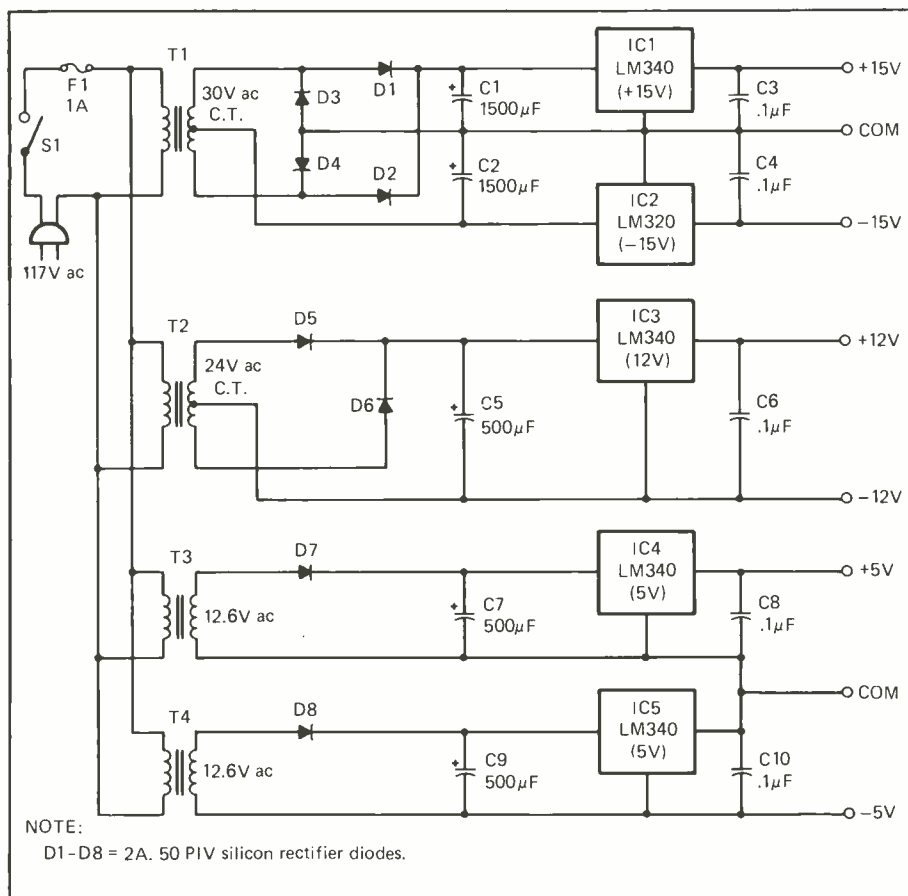 T1
F1
1A
S1
117V ac
30V ac
C.T.
D3
D4
D1
D2
+
C1
1500µF
+
C2
1500µF
IC1
LM340
(+15V)
IC2
LM320
(−15V)
C3
.1µF
C4
.1µF
+15V
COM
−15V
T2
24V ac
C.T.
D5
D6
+
C5
500µF
IC3
LM340
(12V)
C6
.1µF
+12V
−12V
T3
12.6V ac
D7
+
C7
500µF
IC4
LM340
(5V)
C8
.1µF
+5V
COM
T4
12.6V ac
D8
+
C9
500µF
IC5
LM340
(5V)
C10
.1µF
−5V
NOTE:
D1-D8 = 2A. 50 PIV silicon rectifier diodes.